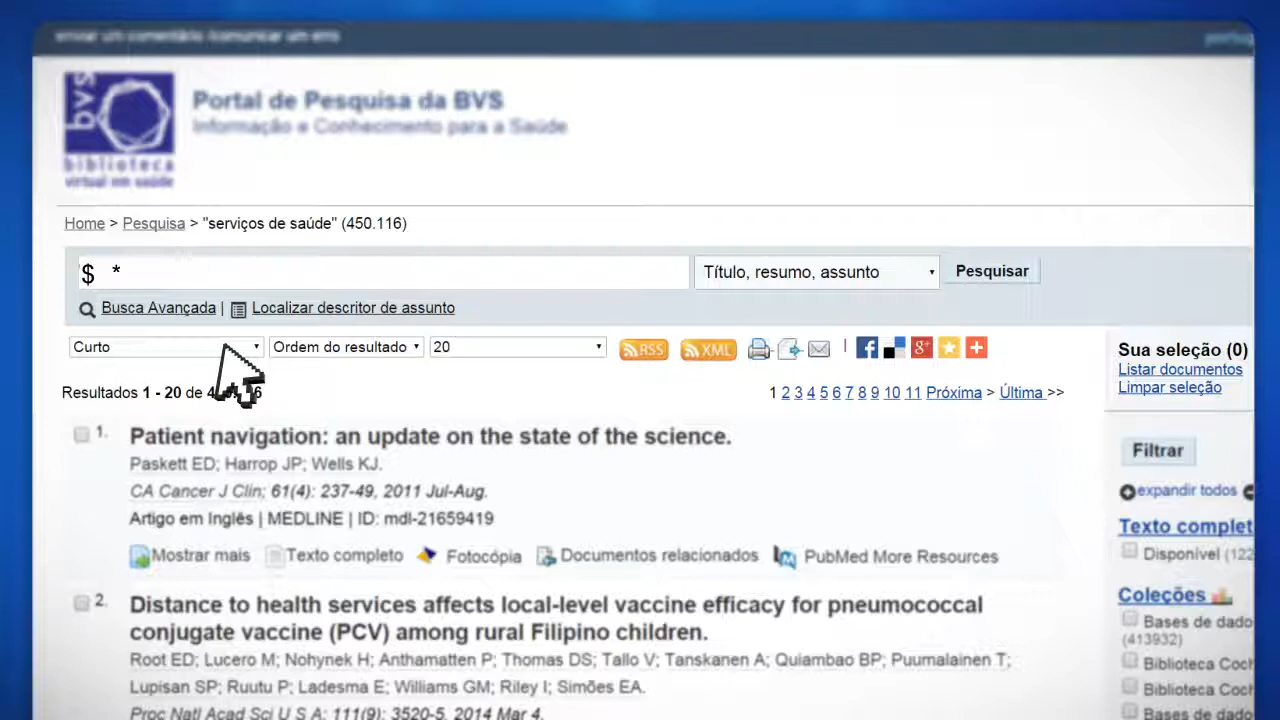 enviar um comentário /comunicar um erro
bvs
biblioteca
virtual em saúde
Portal de Pesquisa da BVS
Informação e Conhecimento para a Saúde
Home > Pesquisa > "serviços de saúde" (450.116)
$ *
Título, resumo, assunto
Pesquisar
Busca Avançada | Localizar descritor de assunto
Curto
Ordem do resultado
20
RSS
XML
Resultados 1 - 20 de
1 2 3 4 5 6 7 8 9 10 11 Próxima > Última >>
1. Patient navigation: an update on the state of the science.
Paskett ED; Harrop JP; Wells KJ.
CA Cancer J Clin; 61(4): 237-49, 2011 Jul-Aug.
Artigo em Inglês | MEDLINE | ID: mdl-21659419
Mostrar mais Texto completo Fotocópia Documentos relacionados PubMed More Resources
2. Distance to health services affects local-level vaccine efficacy for pneumococcal
conjugate vaccine (PCV) among rural Filipino children.
Root ED; Lucero M; Nohynek H; Anthamatten P; Thomas DS; Tallo V; Tanskanen A; Quiambao BP; Puumalainen T;
Lupisan SP; Ruutu P; Ladesma E; Williams GM; Riley I; Simões EA.
Proc Natl Acad Sci U S A; 111(9): 3520-5, 2014 Mar 4.
Sua seleção (0)
Listar documentos
Limpar seleção
Filtrar
expandir todos
Texto complet
Disponível (122
Coleções
Bases de dado
(413932)
Biblioteca Coch
Biblioteca Coch
Bases de dado